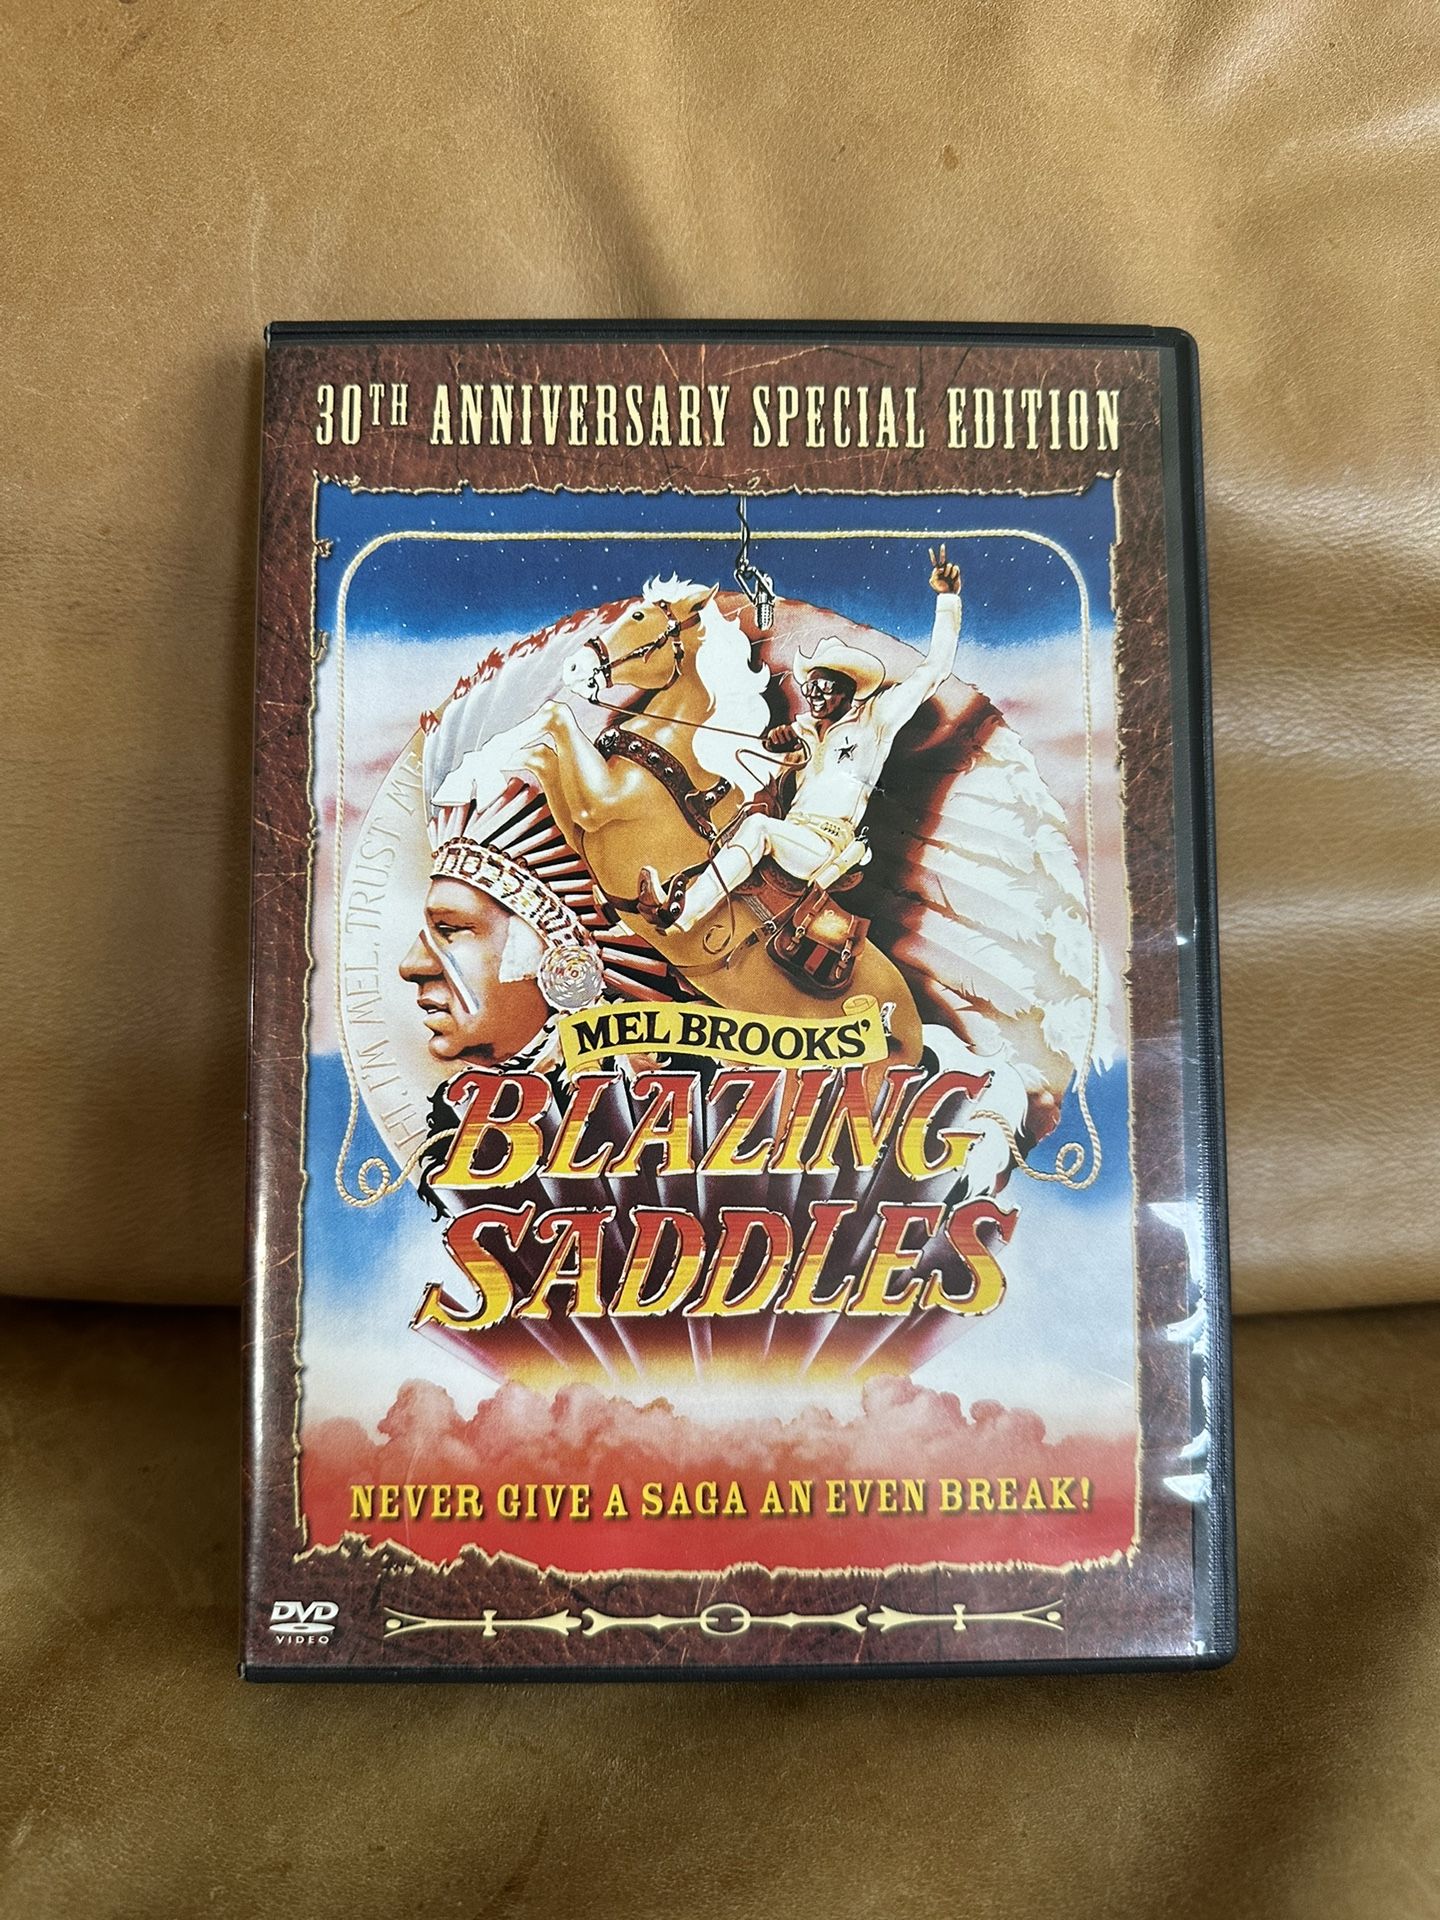 30TH ANNIVERSARY SPECIAL EDITION
HI, I'M MEL. TRUST ME
MEL BROOKS'
BLAZING
SADDLES
NEVER GIVE A SAGA AN EVEN BREAK!
DVD
VIDEO